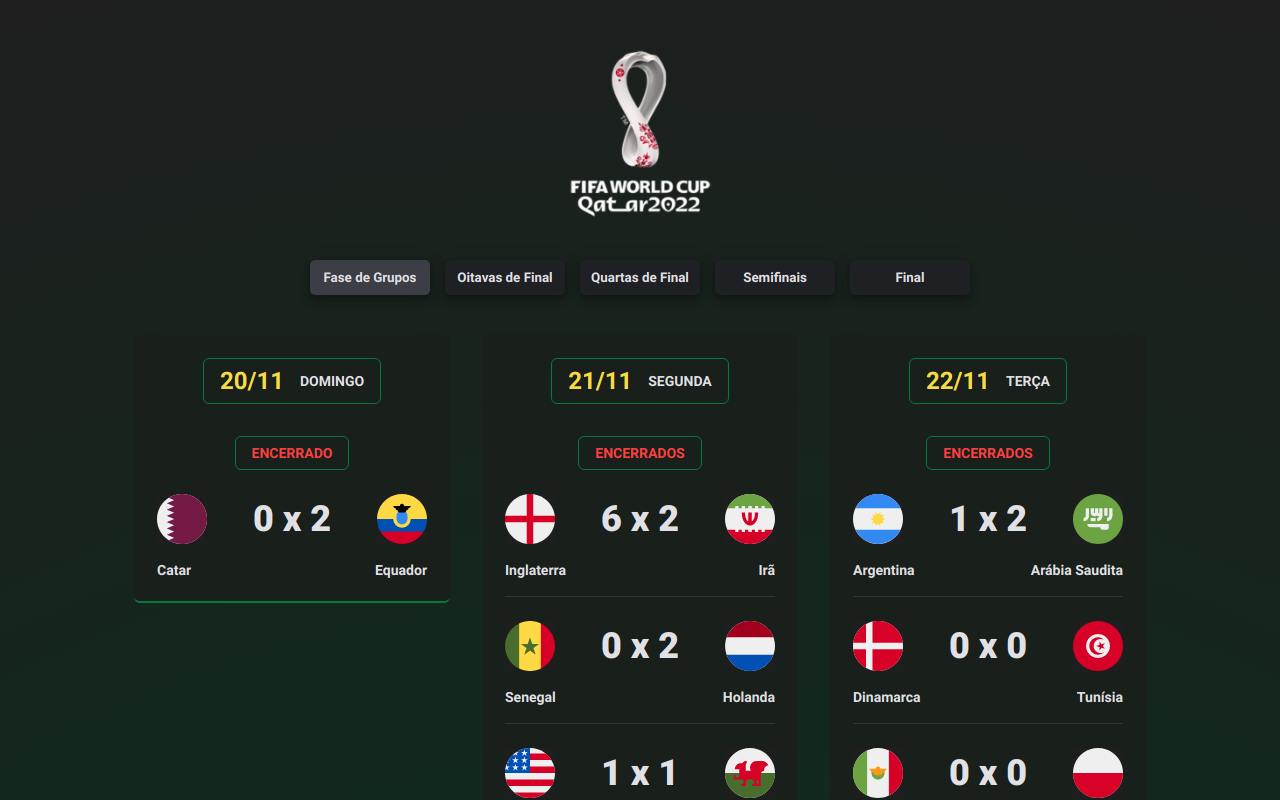 FIFA WORLD CUP
Qatar2022
Fase de Grupos
Oitavas de Final
Quartas de Final
Semifinais
Final
20/11 DOMINGO
ENCERRADO
0 x 2
Catar Equador
21/11 SEGUNDA
ENCERRADOS
6 x 2
Inglaterra Irã
0 x 2
Senegal Holanda
1 x 1
22/11 TERÇA
ENCERRADOS
1 x 2
Argentina Arábia Saudita
0 x 0
Dinamarca Tunísia
0 x 0